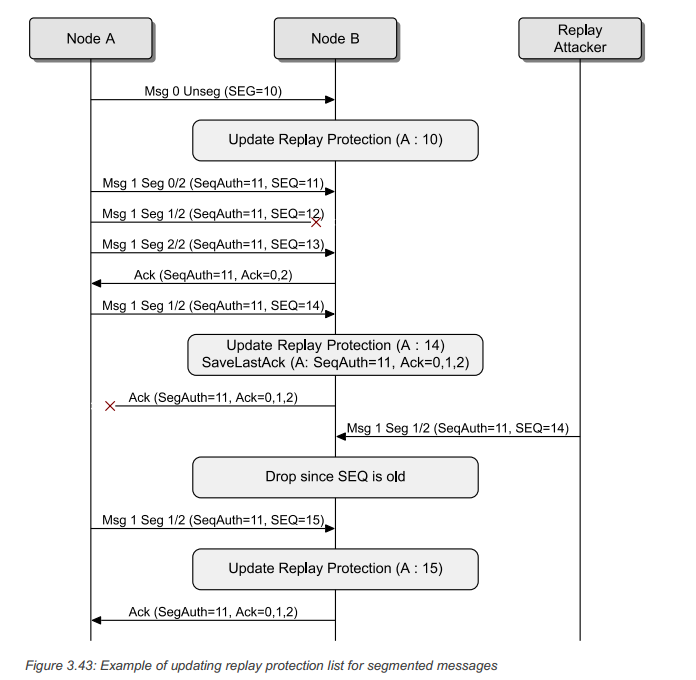 Node A
Node B
Replay
Attacker
Msg 0 Unseg (SEG=10)
Update Replay Protection (A : 10)
Msg 1 Seg 0/2 (SeqAuth=11, SEQ=11)
Msg 1 Seg 1/2 (SeqAuth=11, SEQ=12)
Msg 1 Seg 2/2 (SeqAuth=11, SEQ=13)
Ack (SeqAuth=11, Ack=0,2)
Msg 1 Seg 1/2 (SeqAuth=11, SEQ=14)
Update Replay Protection (A : 14)
SaveLastAck (A: SeqAuth=11, Ack=0,1,2)
Ack (SegAuth=11, Ack=0,1,2)
Msg 1 Seg 1/2 (SeqAuth=11, SEQ=14)
Drop since SEQ is old
Msg 1 Seg 1/2 (SeqAuth=11, SEQ=15)
Update Replay Protection (A : 15)
Ack (SegAuth=11, Ack=0,1,2)
Figure 3.43: Example of updating replay protection list for segmented messages